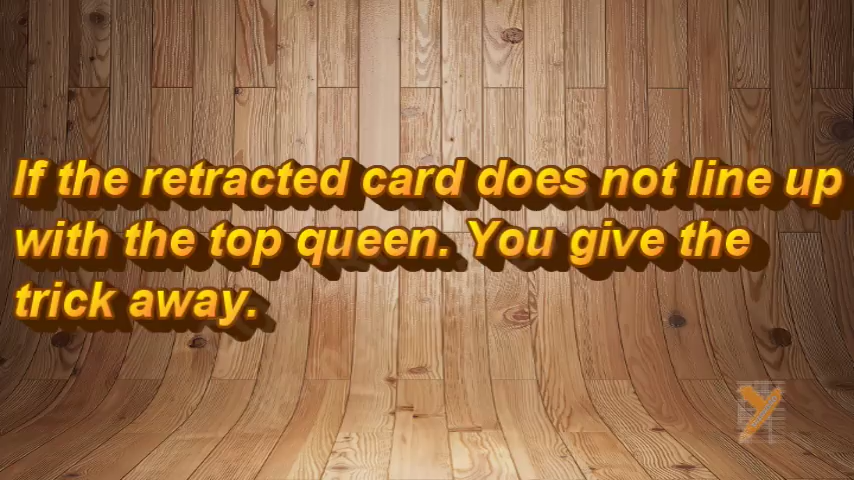 If the retracted card does not line up
with the top queen. You give the
trick away.